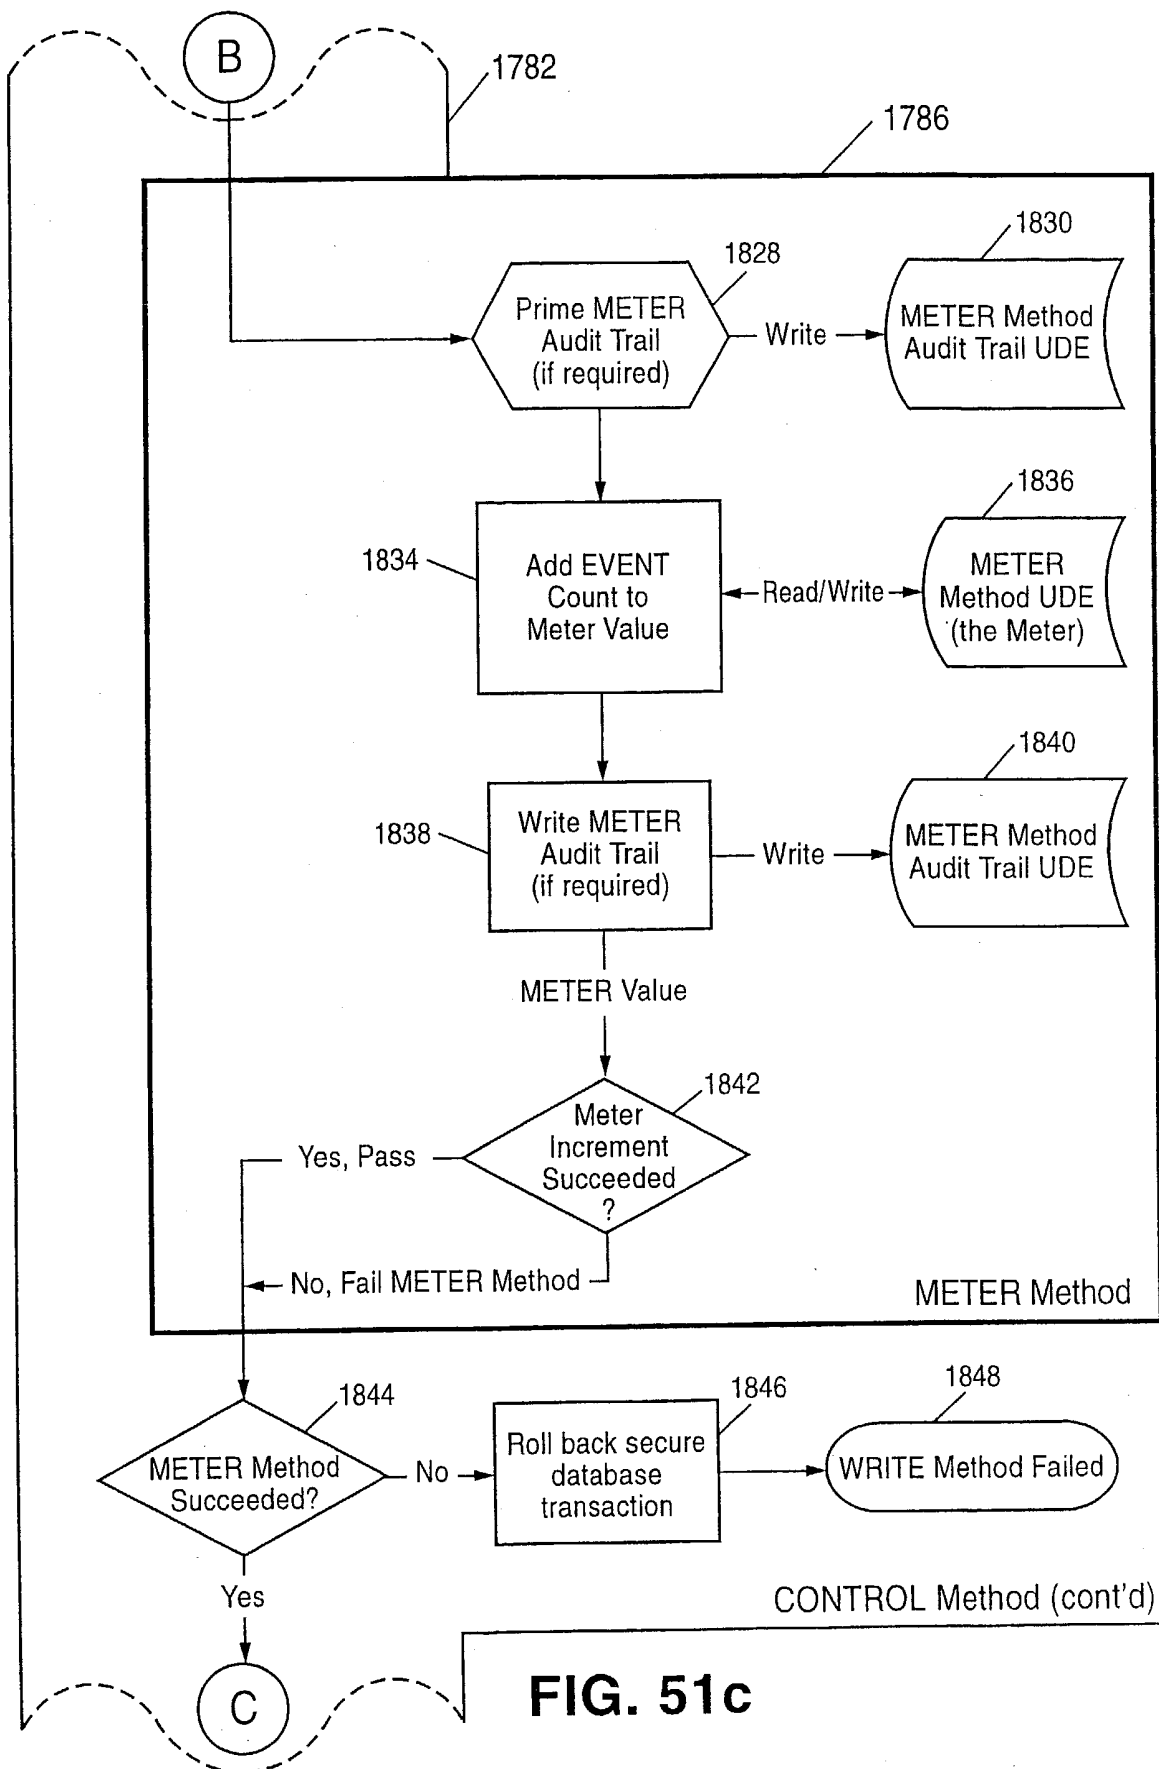 B
1782
1786
1828
1830
Prime METER
Audit Trail
(if required)
Write
METER Method
Audit Trail UDE
1834
Add EVENT
Count to
Meter Value
Read/Write
1836
METER
Method UDE
(the Meter)
1838
Write METER
Audit Trail
(if required)
Write
1840
METER Method
Audit Trail UDE
METER Value
1842
Meter
Increment
Succeeded
?
Yes, Pass
No, Fail METER Method
METER Method
1844
METER Method
Succeeded?
No
1846
Roll back secure
database
transaction
1848
WRITE Method Failed
Yes
CONTROL Method (cont'd)
C
FIG. 51c